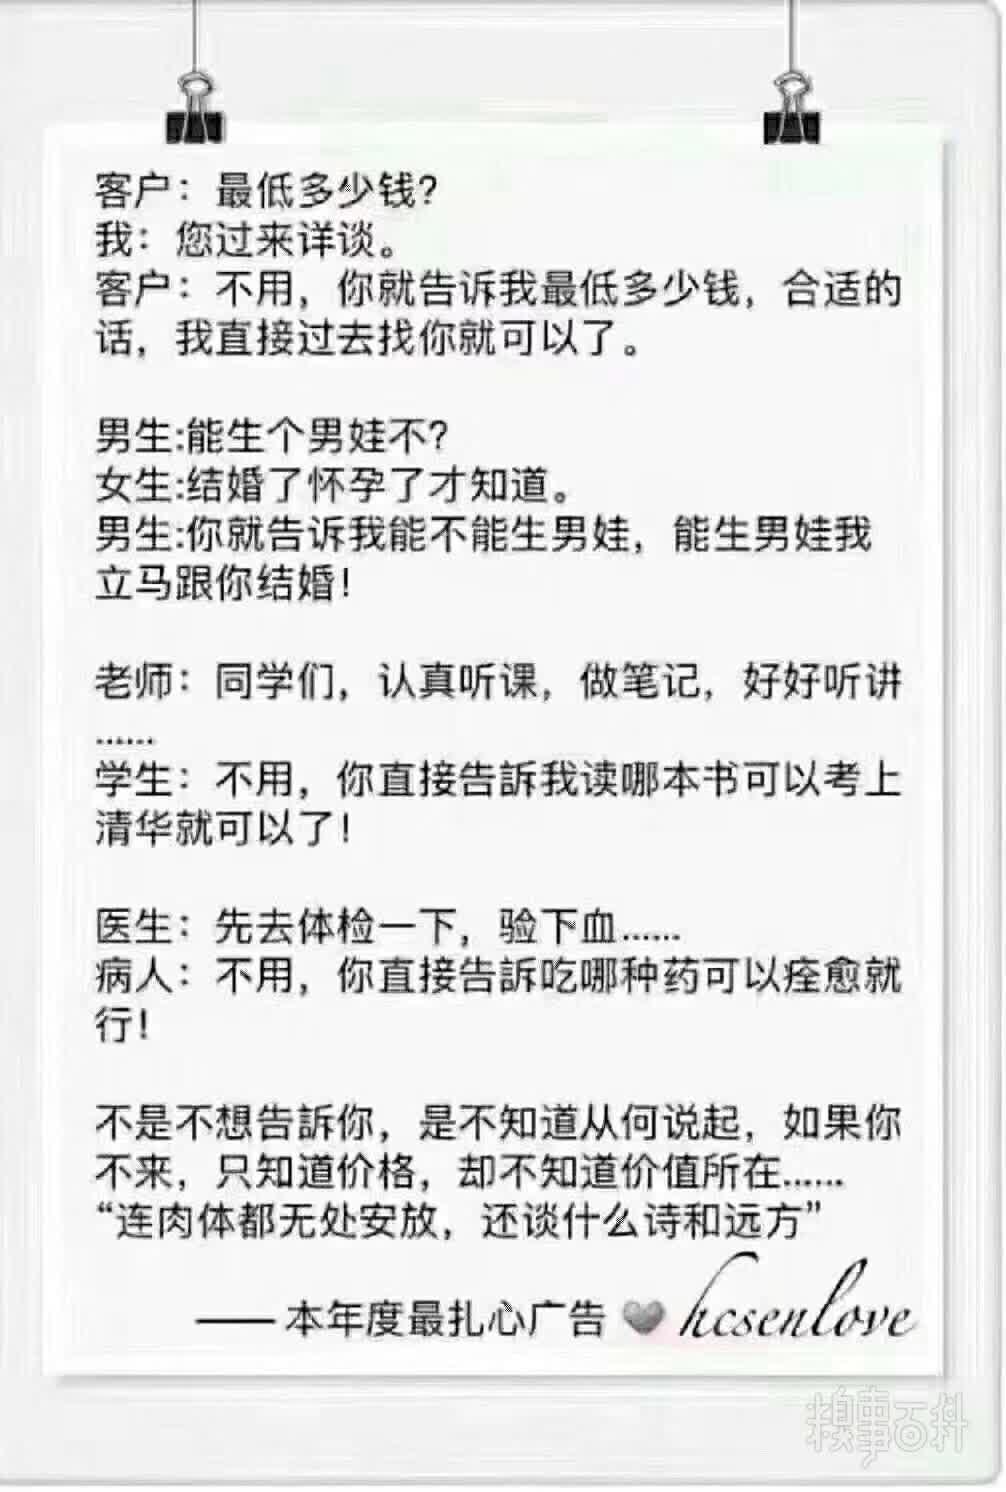 客户：最低多少钱？
我：您过来详谈。
客户：不用，你就告诉我最低多少钱，合适的
话，我直接过去找你就可以了。
男生:能生个男娃不？
女生:结婚了怀孕了才知道。
男生:你就告诉我能不能生男娃，能生男娃我
立马跟你结婚！
老师：同学们，认真听课，做笔记，好好听讲
……
学生：不用，你直接告訴我读哪本书可以考上
清华就可以了！
医生：先去体检一下，验下血……
病人：不用，你直接告訴吃哪种药可以痊愈就
行！
不是不想告訴你，是不知道从何说起，如果你
不来，只知道价格，却不知道价值所在……
“连肉体都无处安放，还谈什么诗和远方”
——本年度最扎心广告 hcsenlove
糗事百科